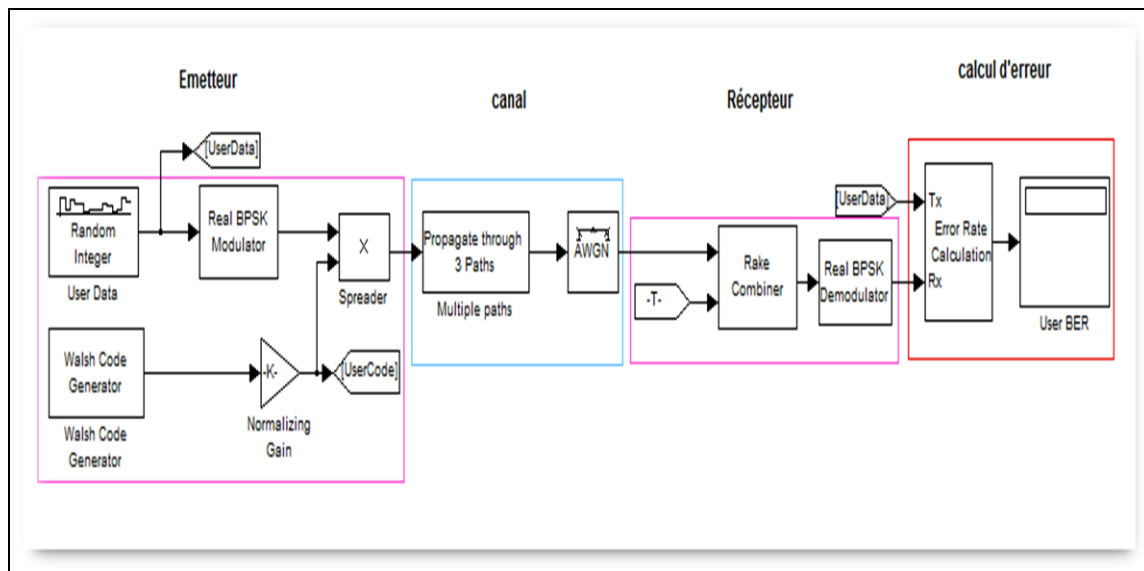 Emetteur
canal
Récepteur
calcul d'erreur
[UserData]
Random
Integer
User Data
Real BPSK
Modulator
X
Spreader
Walsh Code
Generator
Walsh Code
Generator
-K-
Normalizing
Gain
[UserCode]
Propagate through
3 Paths
Multiple paths
AWGN
-T-
Rake
Combiner
Real BPSK
Demodulator
[UserData]
Tx
Error Rate
Calculation
Rx
User BER